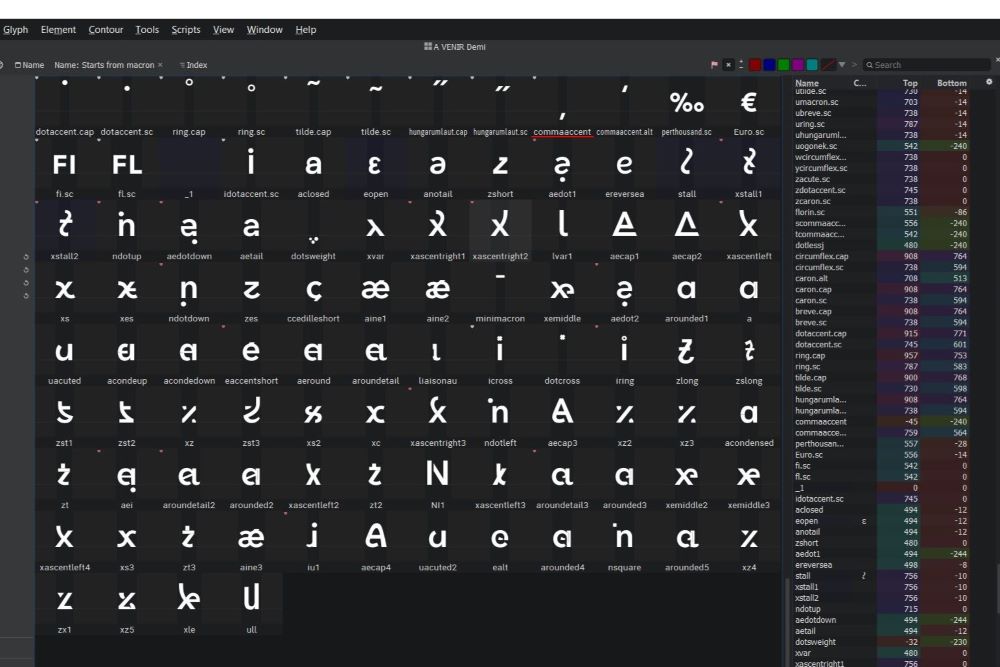 Glyph Element Contour Tools Scripts View Window Help
A VENIR Demi
Name Name: Starts from macron × Index Search
dotaccent.cap dotaccent.sc ring.cap ring.sc tilde.cap tilde.sc hungarumlaut.cap hungarumlaut.sc commaaccent commaaccent.alt perthousand.sc Euro.sc
fi.sc fl.sc _1 idotaccent.sc aclosed eopen anotail zshort aedot1 ereversea stall xstall1
xstall2 ndotup aedotdown aetail dotsweight xvar xascentright1 xascentright2 lvar1 aecap1 aecap2 xascentleft
xs xes ndotdown zes ccedilleshort aine1 aine2 minimacron xemiddle aedot2 arounded1 a
uacuted acondeup acondedown eaccentshort aeround aroundetail liaisonau icross dotcross iring zlong zslong
zst1 zst2 xz zst3 xs2 xc xascentright3 ndotleft aecap3 xz2 xz3 acondensed
zt aei aroundetail2 arounded2 xascentleft2 zt2 NI1 xascentleft3 aroundetail3 arounded3 xemiddle2 xemiddle3
xascentleft4 xs3 zt3 aine3 iu1 aecap4 uacuted2 ealt arounded4 nsquare arounded5 xz4
zx1 xz5 xle ull
Name C... Top Bottom
utilde.sc 730 -14
umacron.sc 703 -14
ubreve.sc 738 -14
uring.sc 787 -14
uhungaruml... 738 -14
uogonek.sc 542 -240
wcircumflex... 738 0
ycircumflex... 738 0
zacute.sc 738 0
zdotaccent.sc 745 0
zcaron.sc 738 0
florin.sc 551 -86
scommaacc... 556 -240
tcommaacc... 542 -240
dotlessj 480 -240
circumflex.cap 908 764
circumflex.sc 738 594
caron.alt 708 513
caron.cap 908 764
caron.sc 738 594
breve.cap 908 764
breve.sc 738 594
dotaccent.cap 915 771
dotaccent.sc 745 601
ring.cap 957 753
ring.sc 787 583
tilde.cap 900 768
tilde.sc 730 598
hungarumla... 908 764
hungarumla... 738 594
commaaccent -45 -240
commaacce... 759 564
perthousan... 557 -28
Euro.sc 556 -14
fi.sc 542 0
fl.sc 542 0
_1 0 0
idotaccent.sc 745 0
aclosed 494 -12
eopen ε 494 -12
anotail 494 -12
zshort 480 0
aedot1 494 -244
ereversea 498 -8
stall 756 -10
xstall1 756 -10
xstall2 756 -10
ndotup 715 0
aedotdown 494 -244
aetail 494 -12
dotsweight -32 -230
xvar 480 0
xascentright1 756 0